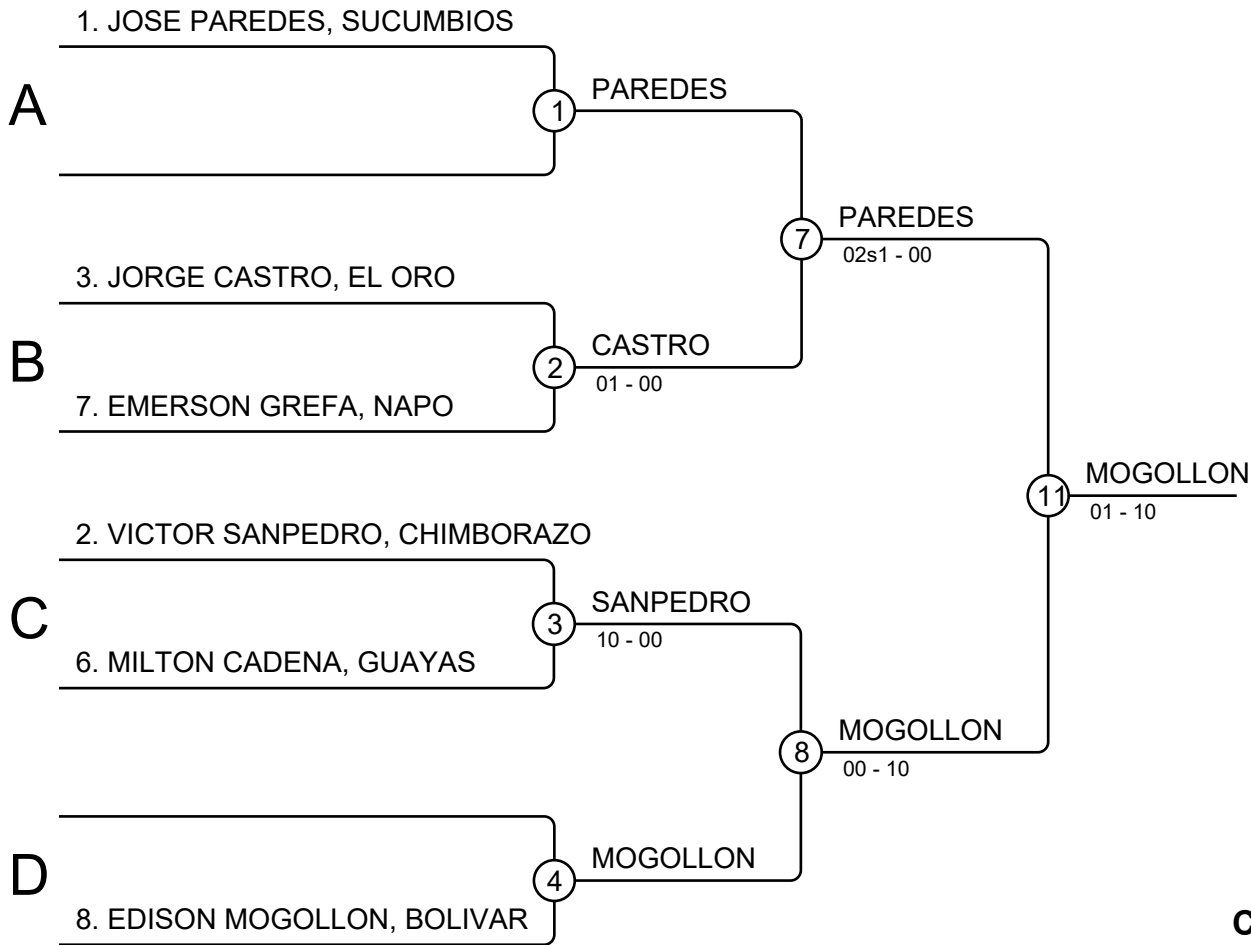 1. JOSE PAREDES, SUCUMBIOS
A
1
PAREDES
7
PAREDES
02s1 - 00
3. JORGE CASTRO, EL ORO
B
2
CASTRO
01 - 00
7. EMERSON GREFA, NAPO
11
MOGOLLON
01 - 10
2. VICTOR SANPEDRO, CHIMBORAZO
C
3
SANPEDRO
10 - 00
6. MILTON CADENA, GUAYAS
8
MOGOLLON
00 - 10
D
4
MOGOLLON
8. EDISON MOGOLLON, BOLIVAR